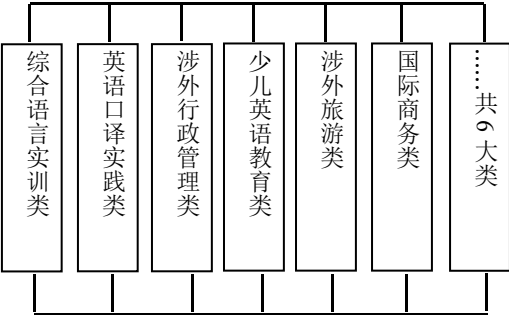 综合语言实训类
英语口译实践类
涉外行政管理类
少儿英语教育类
涉外旅游类
国际商务类
……共 6 大类